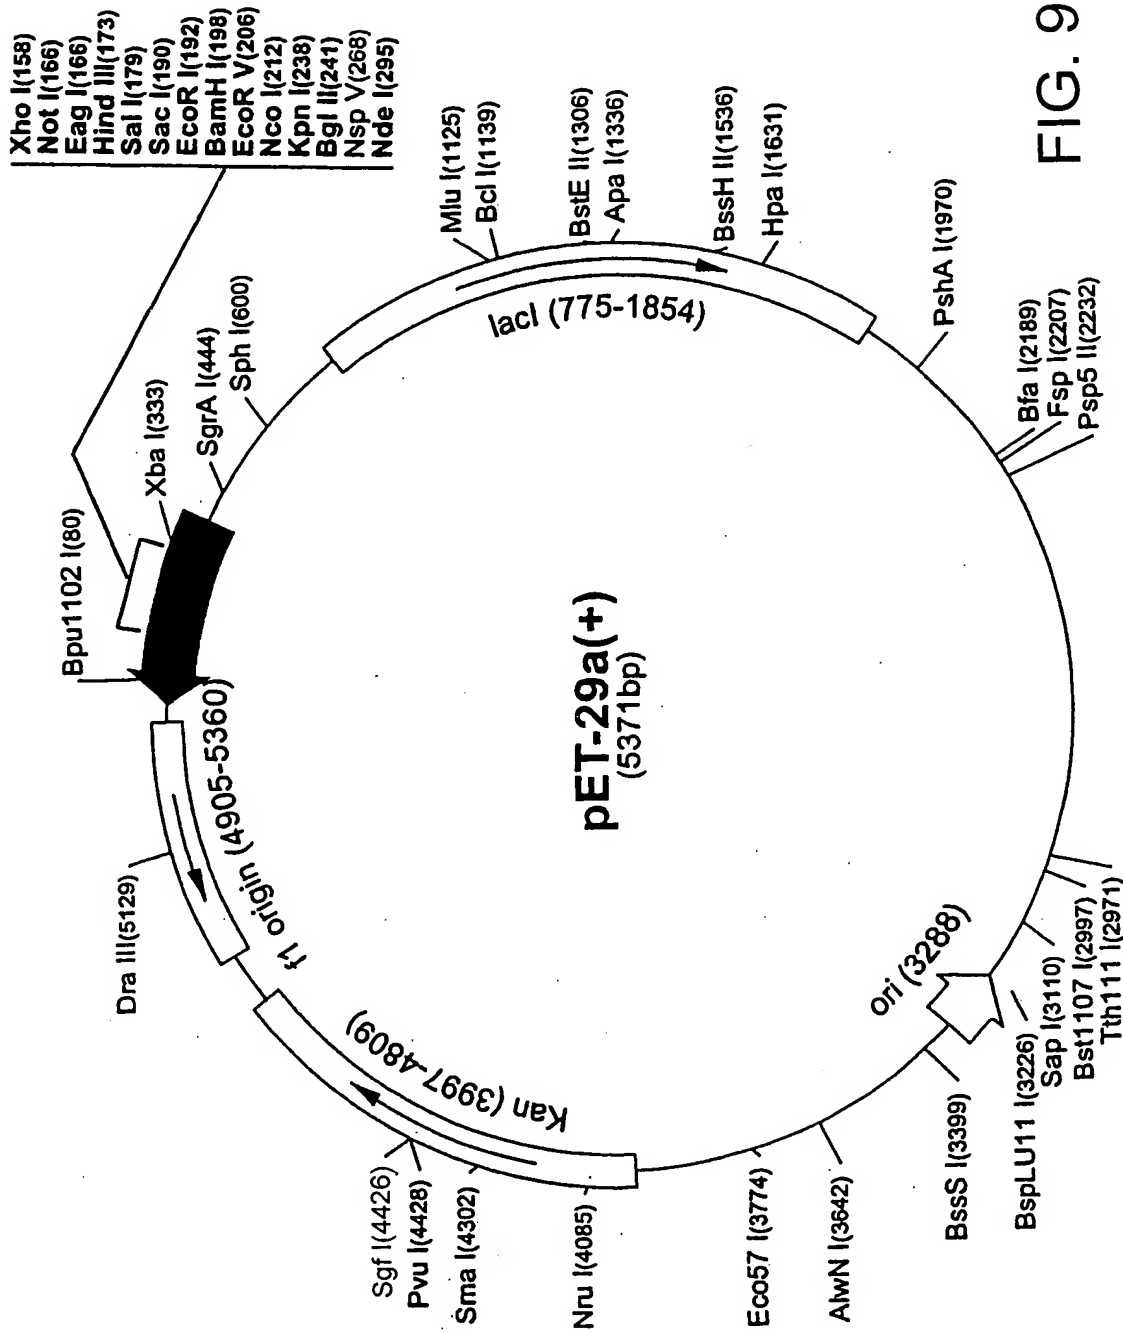 Xho I(158)
Not I(166)
Eag I(166)
Hind III(173)
Sal I(179)
Sac I(190)
EcoR I(192)
BamH I(198)
EcoR V(206)
Nco I(212)
Kpn I(238)
Bgl II(241)
Nsp V(268)
Nde I(295)
Bpu1102 I(80)
Xba I(333)
SgrA I(444)
Sph I(600)
Mlu I(1125)
Bcl I(1139)
BstE II(1306)
Apa I(1336)
BssH II(1536)
Hpa I(1631)
lacI (775-1854)
PshA I(1970)
Bfa I(2189)
Fsp I(2207)
Psp5 II(2232)
Tth111 I(2971)
Bst1107 I(2997)
Sap I(3110)
BspLU11 I(3226)
ori (3288)
BssS I(3399)
AlwN I(3642)
Eco57 I(3774)
Nru I(4085)
Sma I(4302)
Pvu I(4428)
Sgf I(4426)
Kan (3997-4809)
f1 origin (4905-5360)
Dra III(5129)
pET-29a(+)
(5371bp)
FIG. 9